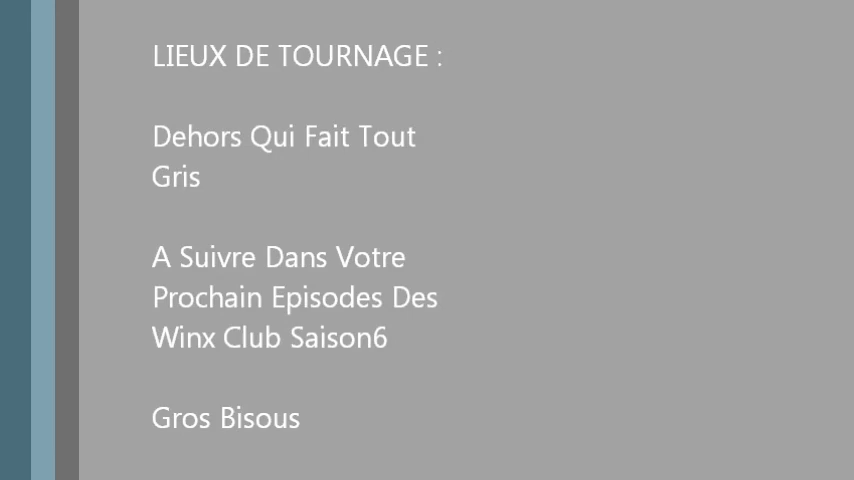 LIEUX DE TOURNAGE :
Dehors Qui Fait Tout
Gris
A Suivre Dans Votre
Prochain Episodes Des
Winx Club Saison6
Gros Bisous